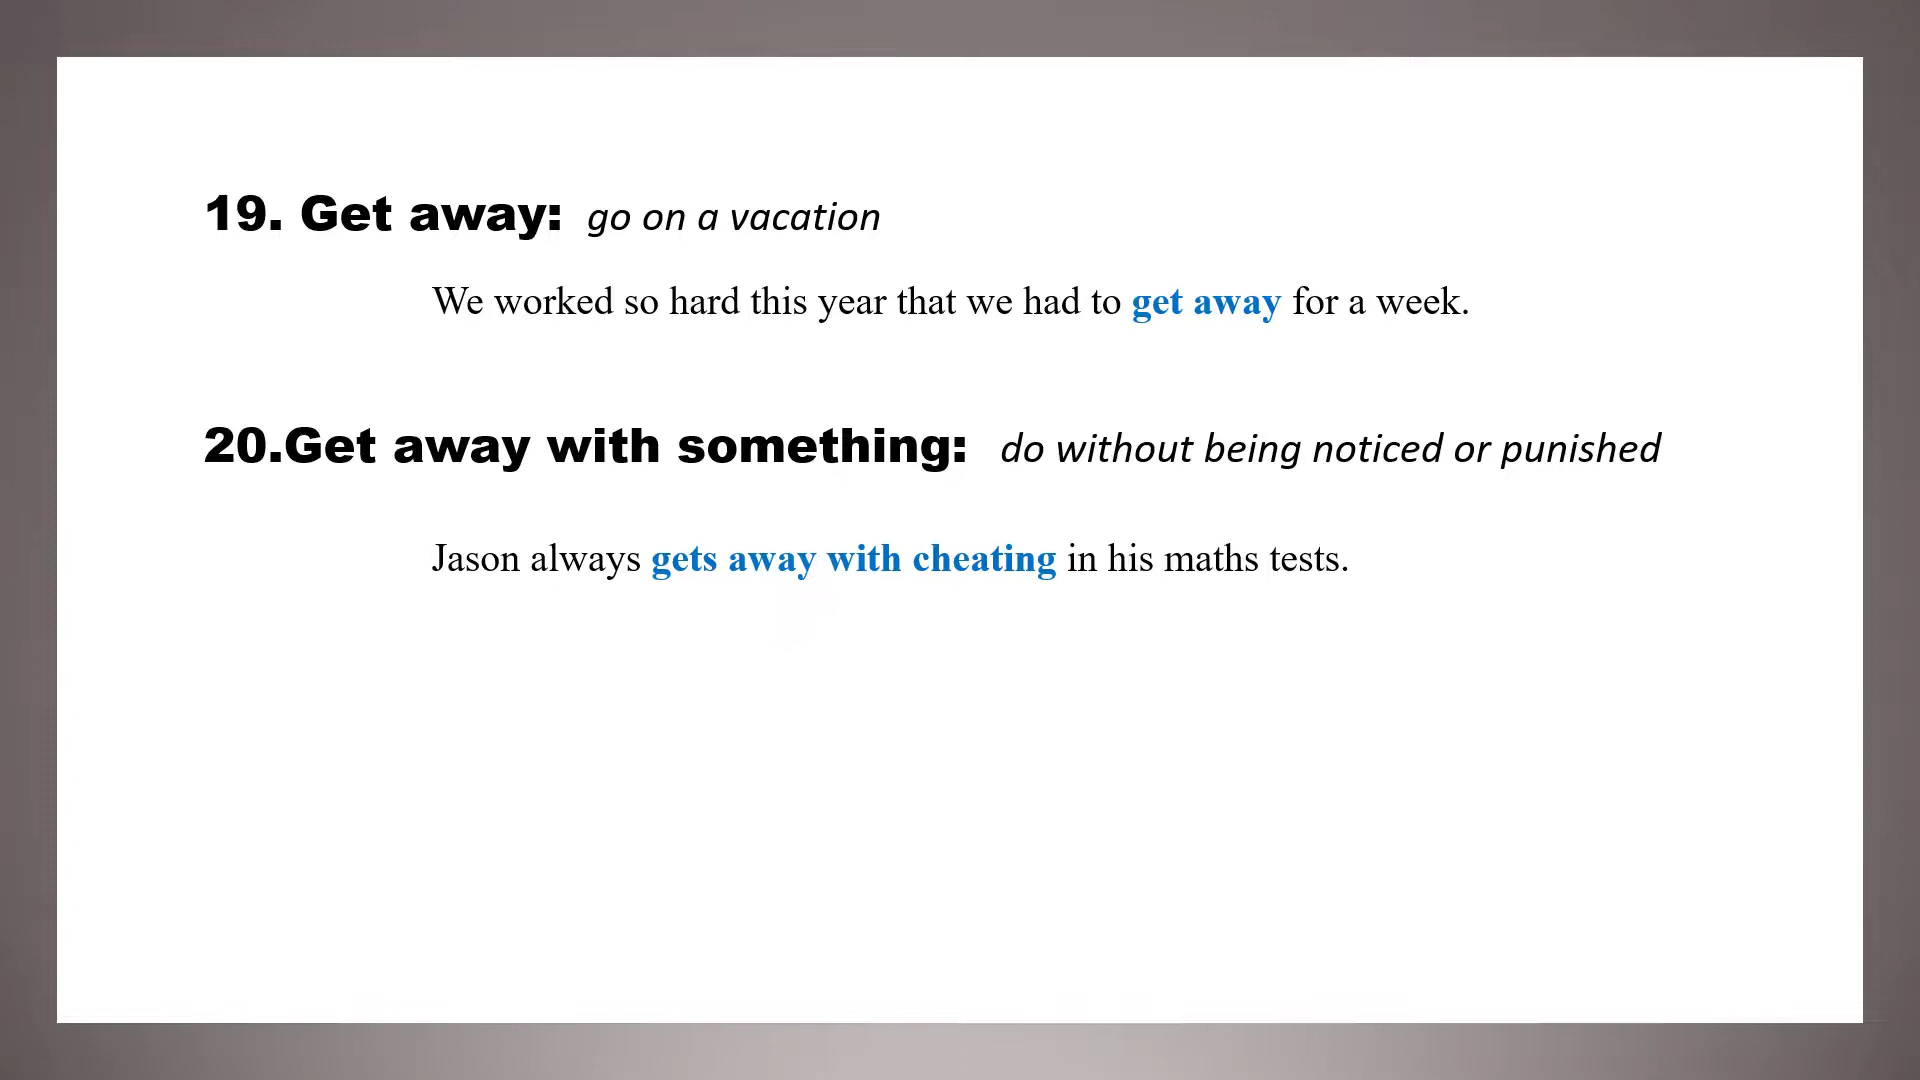 19. Get away: go on a vacation
We worked so hard this year that we had to get away for a week.
20.Get away with something: do without being noticed or punished
Jason always gets away with cheating in his maths tests.